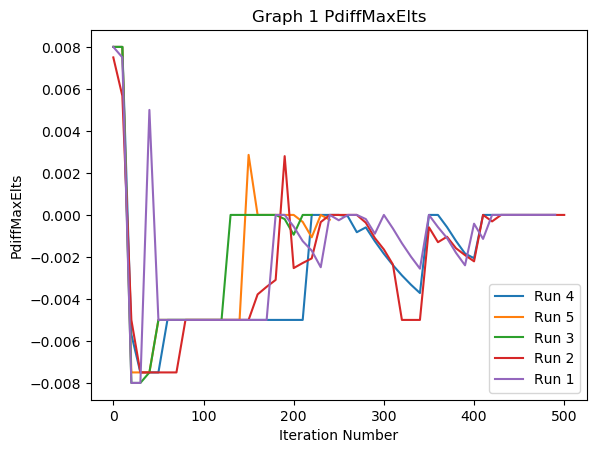 Graph 1 PdiffMaxElts
PdiffMaxElts
0.008
0.006
0.004
0.002
0.000
−0.002
−0.004
−0.006
−0.008
Run 4
Run 5
Run 3
Run 2
Run 1
0 100 200 300 400 500
Iteration Number